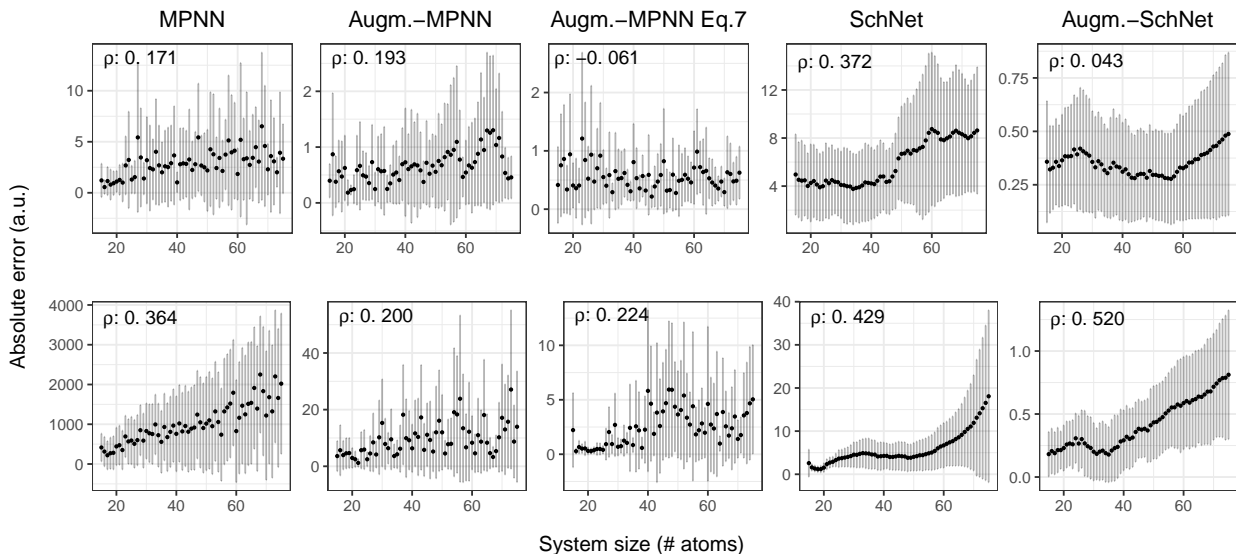 MPNN
Augm.−MPNN
Augm.−MPNN Eq.7
SchNet
Augm.−SchNet
Absolute error (a.u.)
ρ: 0. 171
10
5
0
20 40 60
ρ: 0. 193
2
1
0
20 40 60
ρ: −0. 061
2
1
0
20 40 60
ρ: 0. 372
12
8
4
20 40 60
ρ: 0. 043
0.75
0.50
0.25
20 40 60
ρ: 0. 364
4000
3000
2000
1000
0
20 40 60
ρ: 0. 200
40
20
0
20 40 60
ρ: 0. 224
10
5
0
20 40 60
ρ: 0. 429
40
30
20
10
0
20 40 60
ρ: 0. 520
1.0
0.5
0.0
20 40 60
System size (# atoms)